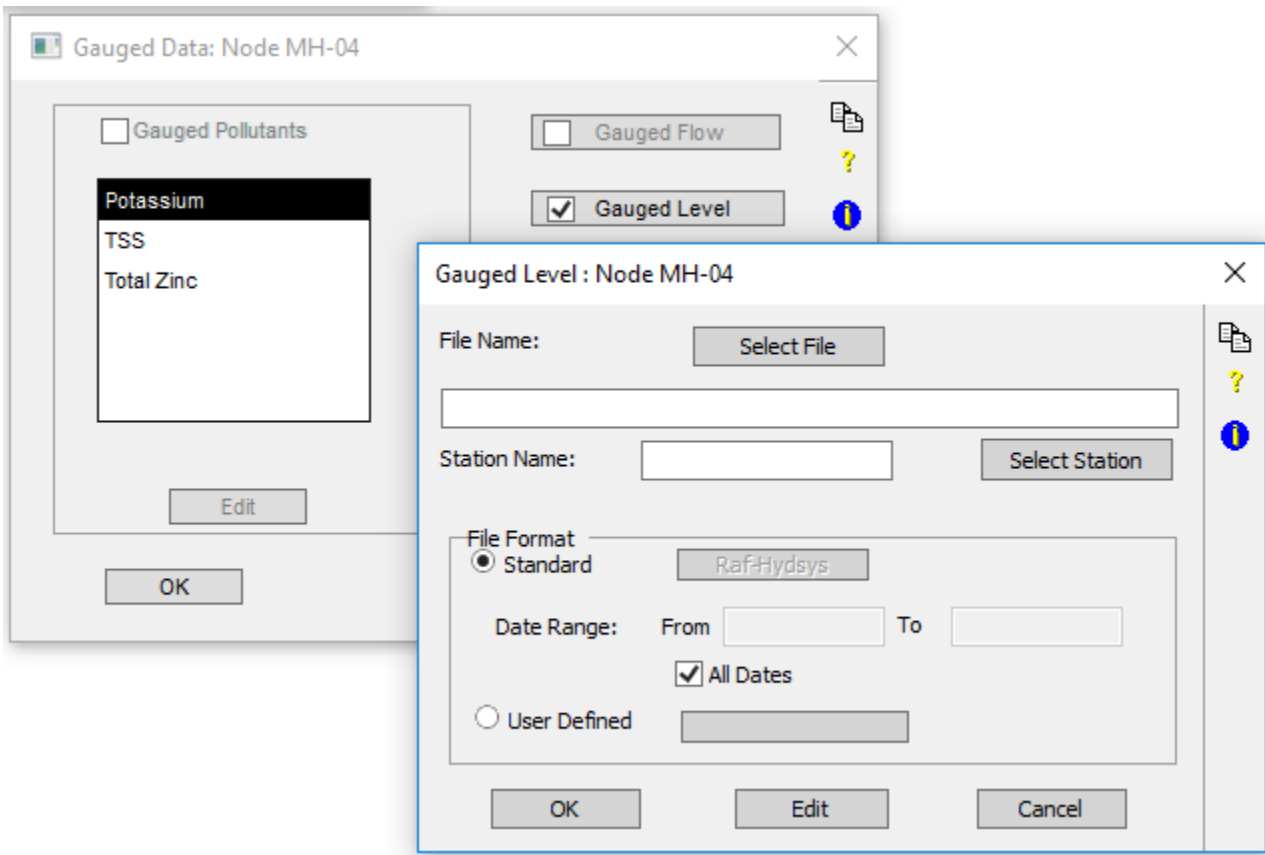 Gauged Data: Node MH-04
Gauged Pollutants
Gauged Flow
Potassium
Gauged Level
TSS
Total Zinc
Edit
OK
Gauged Level : Node MH-04
File Name:
Select File
Station Name:
Select Station
File Format
Standard
Raf-Hydsys
Date Range:
From
To
All Dates
User Defined
OK
Edit
Cancel